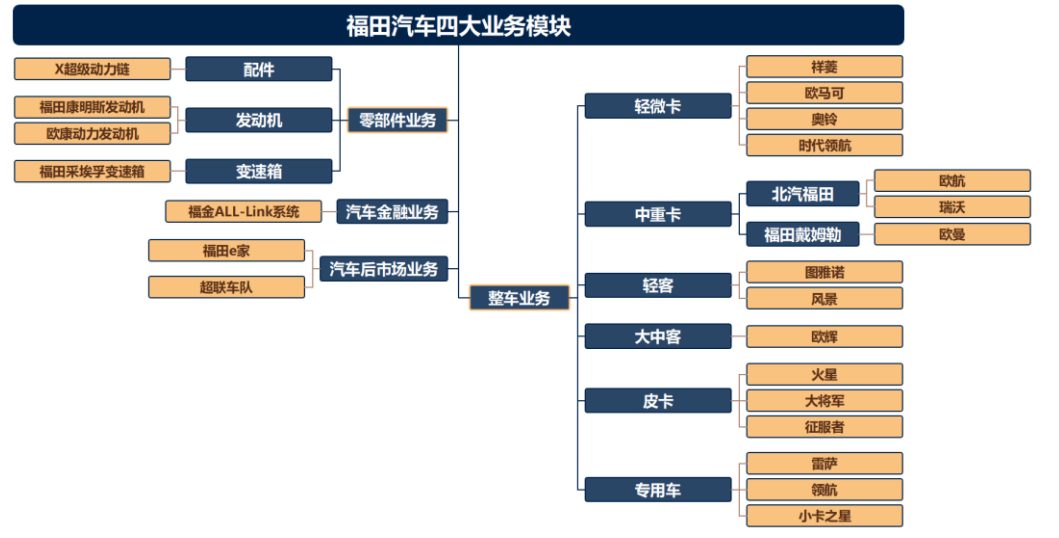 福田汽车四大业务模块
X超级动力链
配件
福田康明斯发动机
欧康动力发动机
发动机
福田采埃孚变速箱
变速箱
零部件业务
福金ALL-Link系统
汽车金融业务
福田e家
超联车队
汽车后市场业务
整车业务
轻微卡
祥菱
欧马可
奥铃
时代领航
中重卡
北汽福田
欧航
瑞沃
福田戴姆勒
欧曼
轻客
图雅诺
风景
大中客
欧辉
皮卡
火星
大将军
征服者
专用车
雷萨
领航
小卡之星